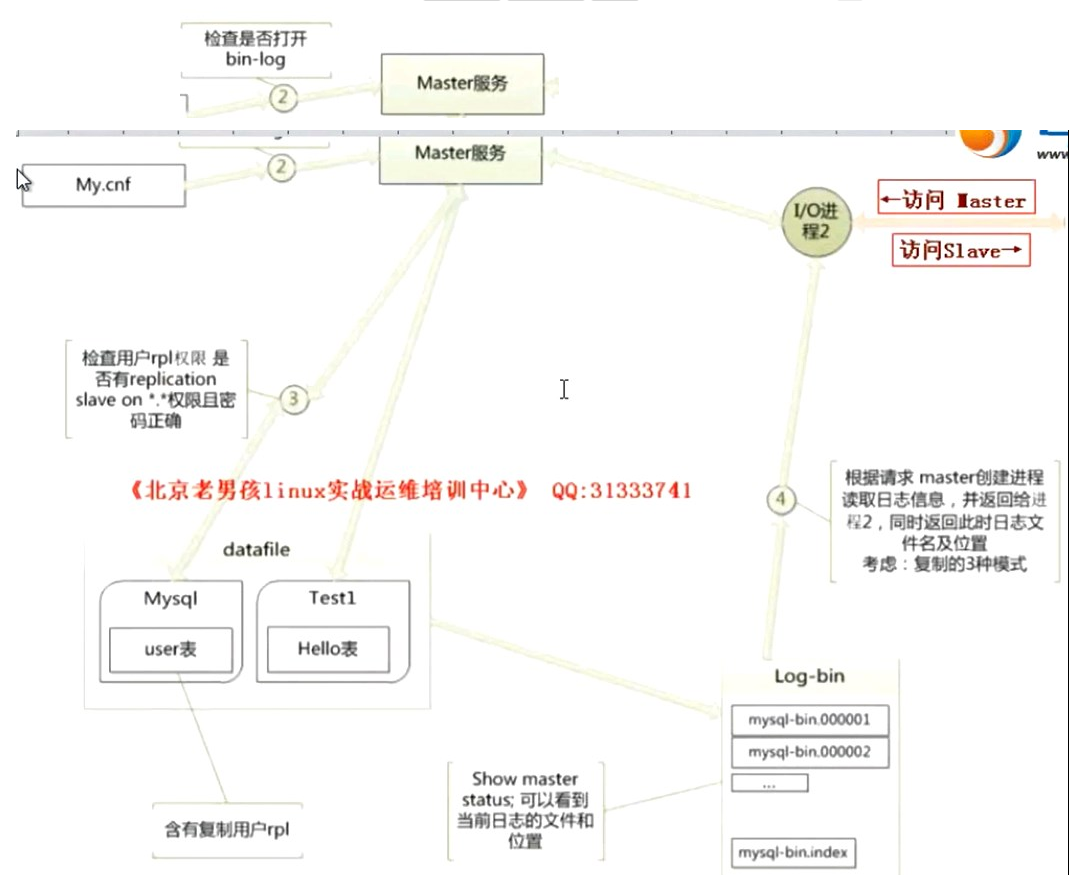 检查是否打开
bin-log
2
Master服务
Master服务
2
My.cnf
www
I/O进
程2
←访问 Master
访问Slave→
检查用户rpl权限 是
否有replication
slave on *.*权限且密
码正确
3
《北京老男孩linux实战运维培训中心》 QQ:31333741
4
根据请求 master创建进程
读取日志信息，并返回给进
程2，同时返回此时日志文
件名及位置
考虑：复制的3种模式
datafile
Mysql
user表
Test1
Hello表
Log-bin
mysql-bin.000001
mysql-bin.000002
...
mysql-bin.index
Show master
status; 可以看到
当前日志的文件和
位置
含有复制用户rpl